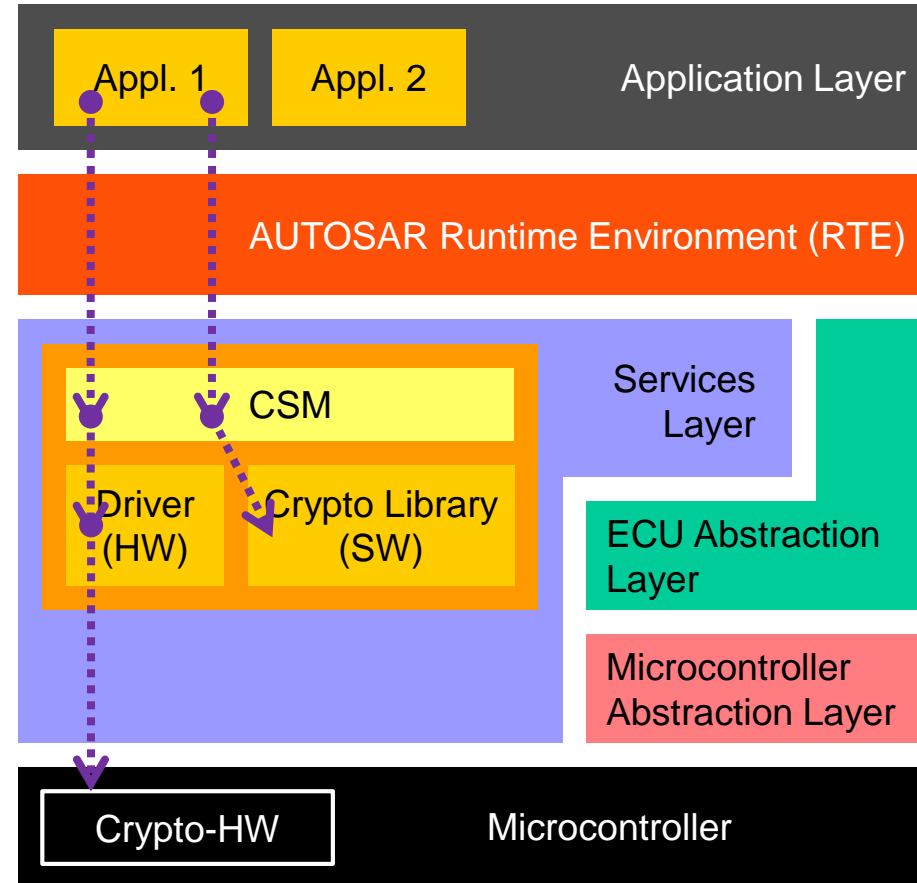 Appl. 1
Appl. 2
Application Layer
AUTOSAR Runtime Environment (RTE)
Services
Layer
CSM
Driver
(HW)
Crypto Library
(SW)
ECU Abstraction
Layer
Microcontroller
Abstraction Layer
Crypto-HW
Microcontroller